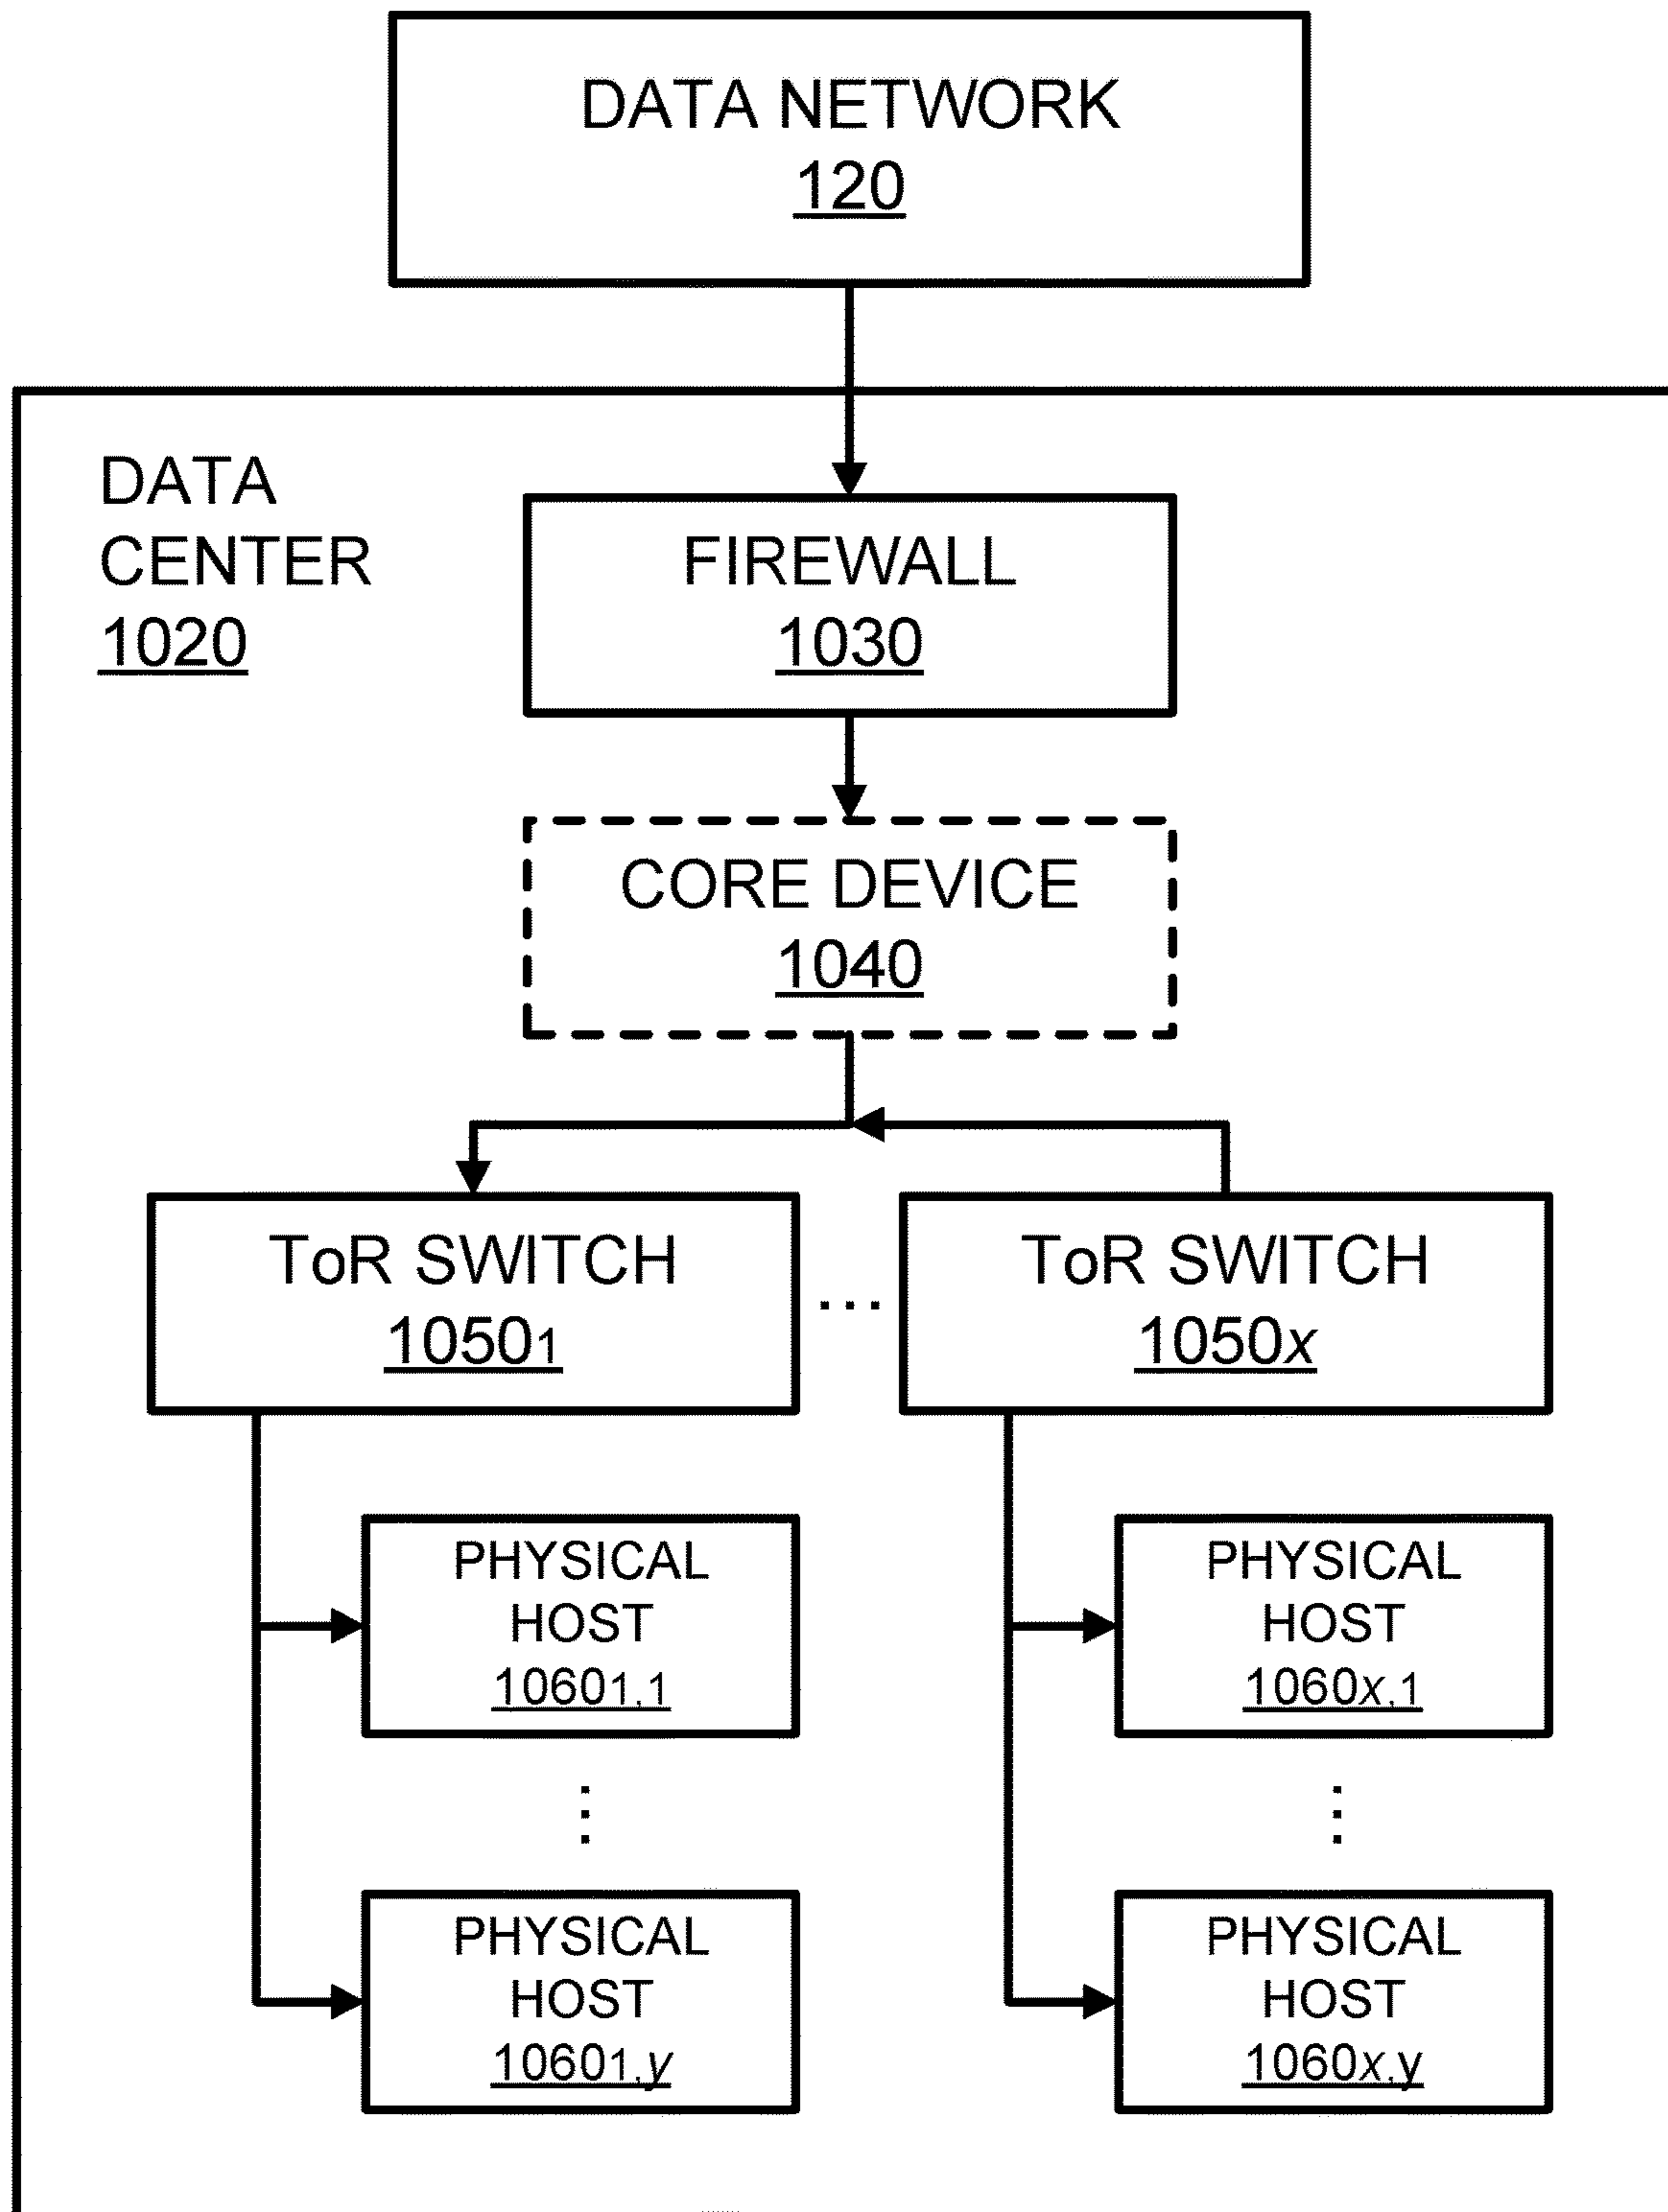 DATA NETWORK
120
DATA
CENTER
1020
FIREWALL
1030
CORE DEVICE
1040
ToR SWITCH
1050₁
...
ToR SWITCH
1050x
PHYSICAL
HOST
1060₁,₁
PHYSICAL
HOST
1060x,1
PHYSICAL
HOST
1060₁,y
PHYSICAL
HOST
1060x,y